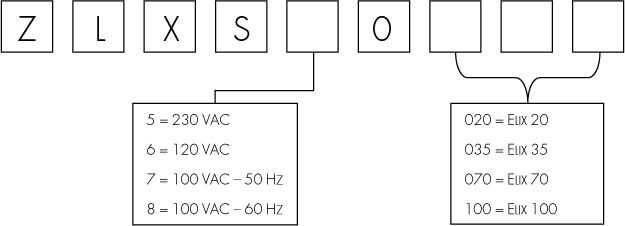 Z L X S 0
5 = 230 VAC
6 = 120 VAC
7 = 100 VAC – 50 Hz
8 = 100 VAC – 60 Hz
020 = Elix 20
035 = Elix 35
070 = Elix 70
100 = Elix 100